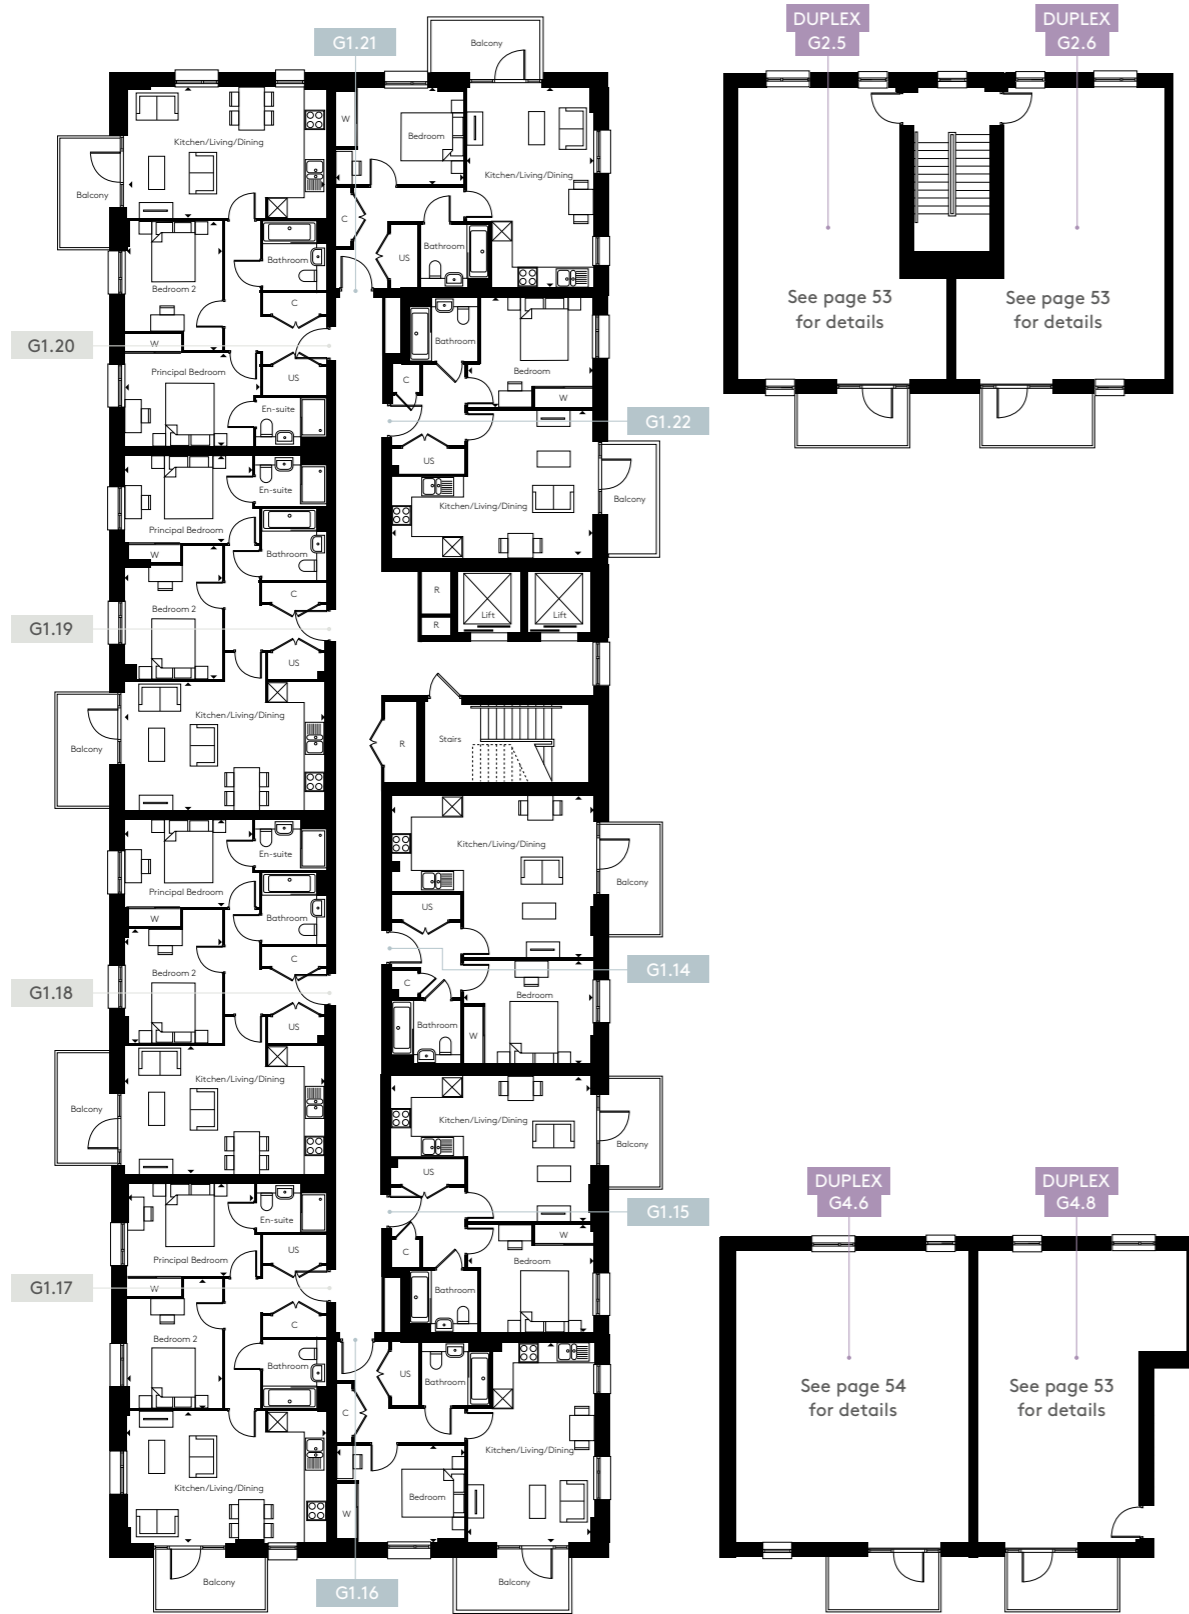 G1.21
Balcony
DUPLEX
G2.5
DUPLEX
G2.6
Kitchen/Living/Dining
W
Bedroom
Kitchen/Living/Dining
Balcony
C
Bathroom
US
Bathroom
Bedroom 2
C
See page 53
for details
See page 53
for details
G1.20
W
Bathroom
Principal Bedroom
US
Bedroom
C
W
En-suite
G1.22
US
En-suite
Balcony
Principal Bedroom
Kitchen/Living/Dining
W
Bathroom
C
Bedroom 2
R
Lift
Lift
R
G1.19
US
Kitchen/Living/Dining
Balcony
R
Stairs
En-suite
Principal Bedroom
Kitchen/Living/Dining
Balcony
W
Bathroom
US
C
Bedroom 2
G1.14
G1.18
C
Bedroom
US
Bathroom
W
Kitchen/Living/Dining
Balcony
Kitchen/Living/Dining
Balcony
US
DUPLEX
G4.6
DUPLEX
G4.8
En-suite
G1.15
US
Principal Bedroom
C
W
Bedroom
G1.17
W
Bathroom
C
Bedroom 2
Bathroom
US
Bathroom
See page 54
for details
See page 53
for details
C
Kitchen/Living/Dining
Kitchen/Living/Dining
Bedroom
W
Balcony
G1.16
Balcony